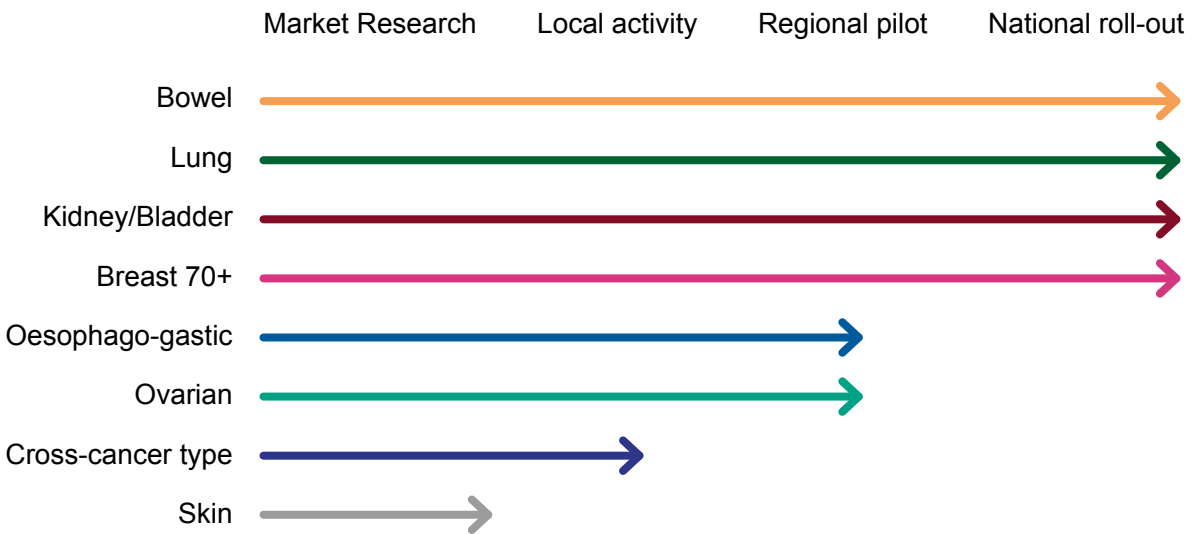 Market Research Local activity Regional pilot National roll-out
Bowel
Lung
Kidney/Bladder
Breast 70+
Oesophago-gastic
Ovarian
Cross-cancer type
Skin